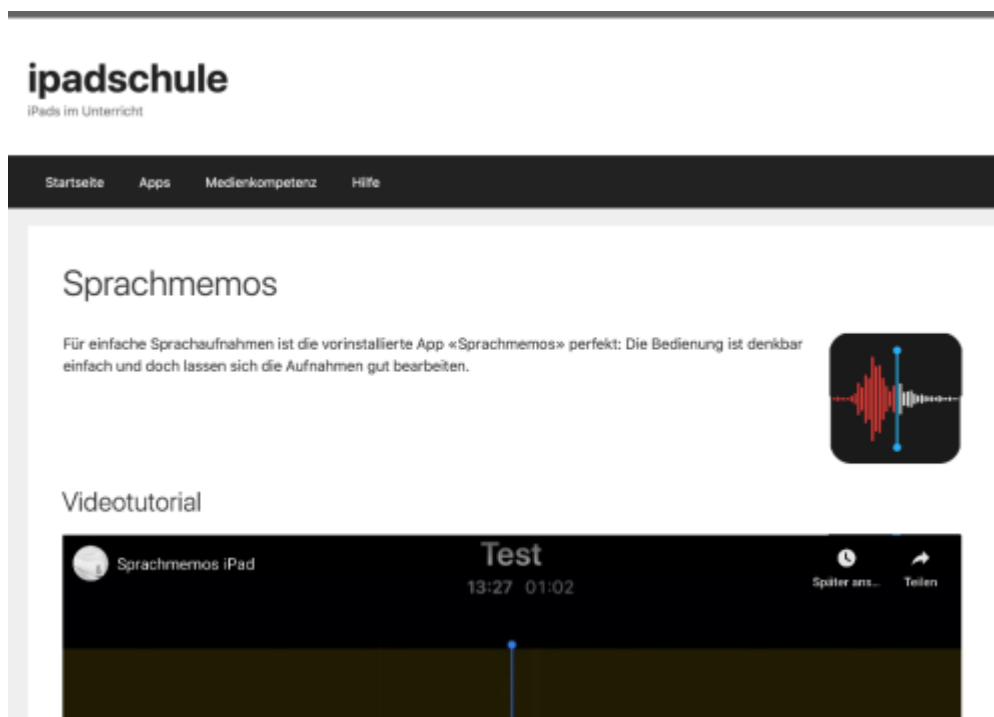 ipadschule
iPads im Unterricht
Startseite Apps Medienkompetenz Hilfe
Sprachmemos
Für einfache Sprachaufnahmen ist die vorinstallierte App «Sprachmemos» perfekt: Die Bedienung ist denkbar
einfach und doch lassen sich die Aufnahmen gut bearbeiten.
Videotutorial
Sprachmemos iPad
Test
13:27 01:02
Später ans... Teilen